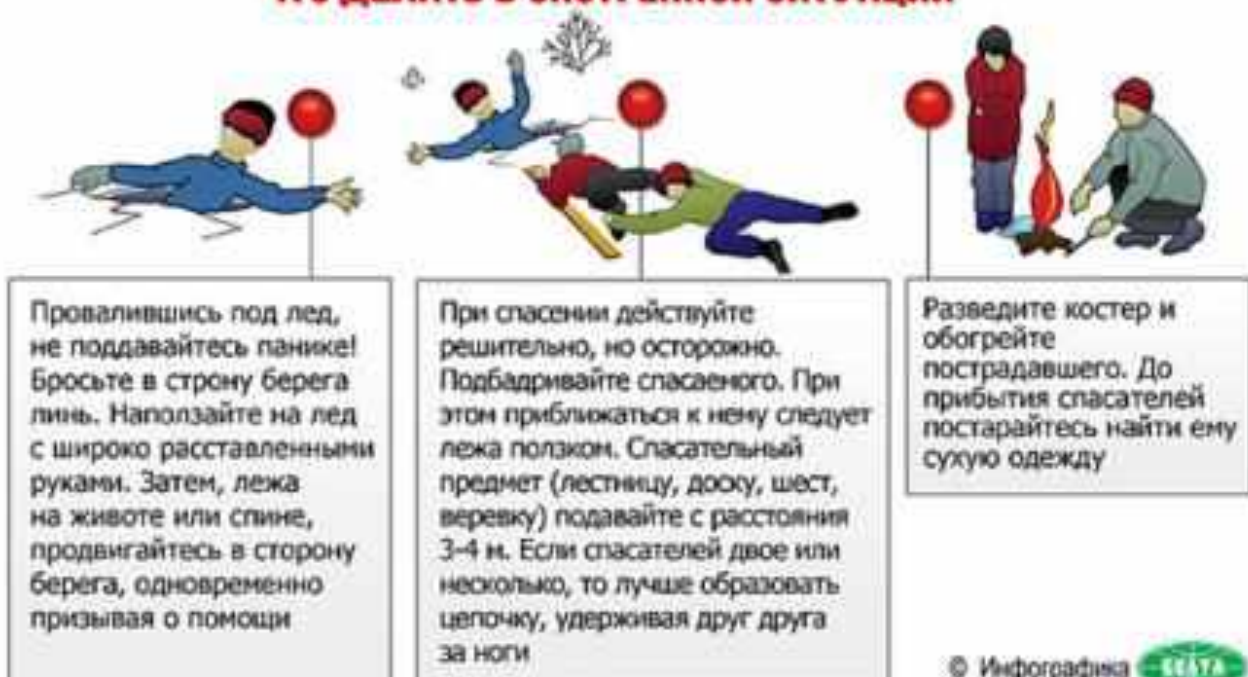 Провалившись под лед,
не поддавайтесь панике!
Бросьте в строну берега
линь. Наползайте на лед
с широко расставленными
руками. Затем, лежа
на животе или спине,
продвигайтесь в сторону
берега, одновременно
призывая о помощи
При спасении действуйте
решительно, но осторожно.
Подбадривайте спасаеного. При
этом приближаться к нему следует
лежа ползком. Спасательный
предмет (лестницу, доску, шест,
веревку) подавайте с расстояния
3-4 м. Если спасателей двое или
несколько, то лучше образовать
цепочку, удерживая друг друга
за ноги
Разведите костер и
обогрейте
пострадавшего. До
прибытия спасателей
постарайтесь найти ему
сухую одежду
© Инфографика БЕЛТА